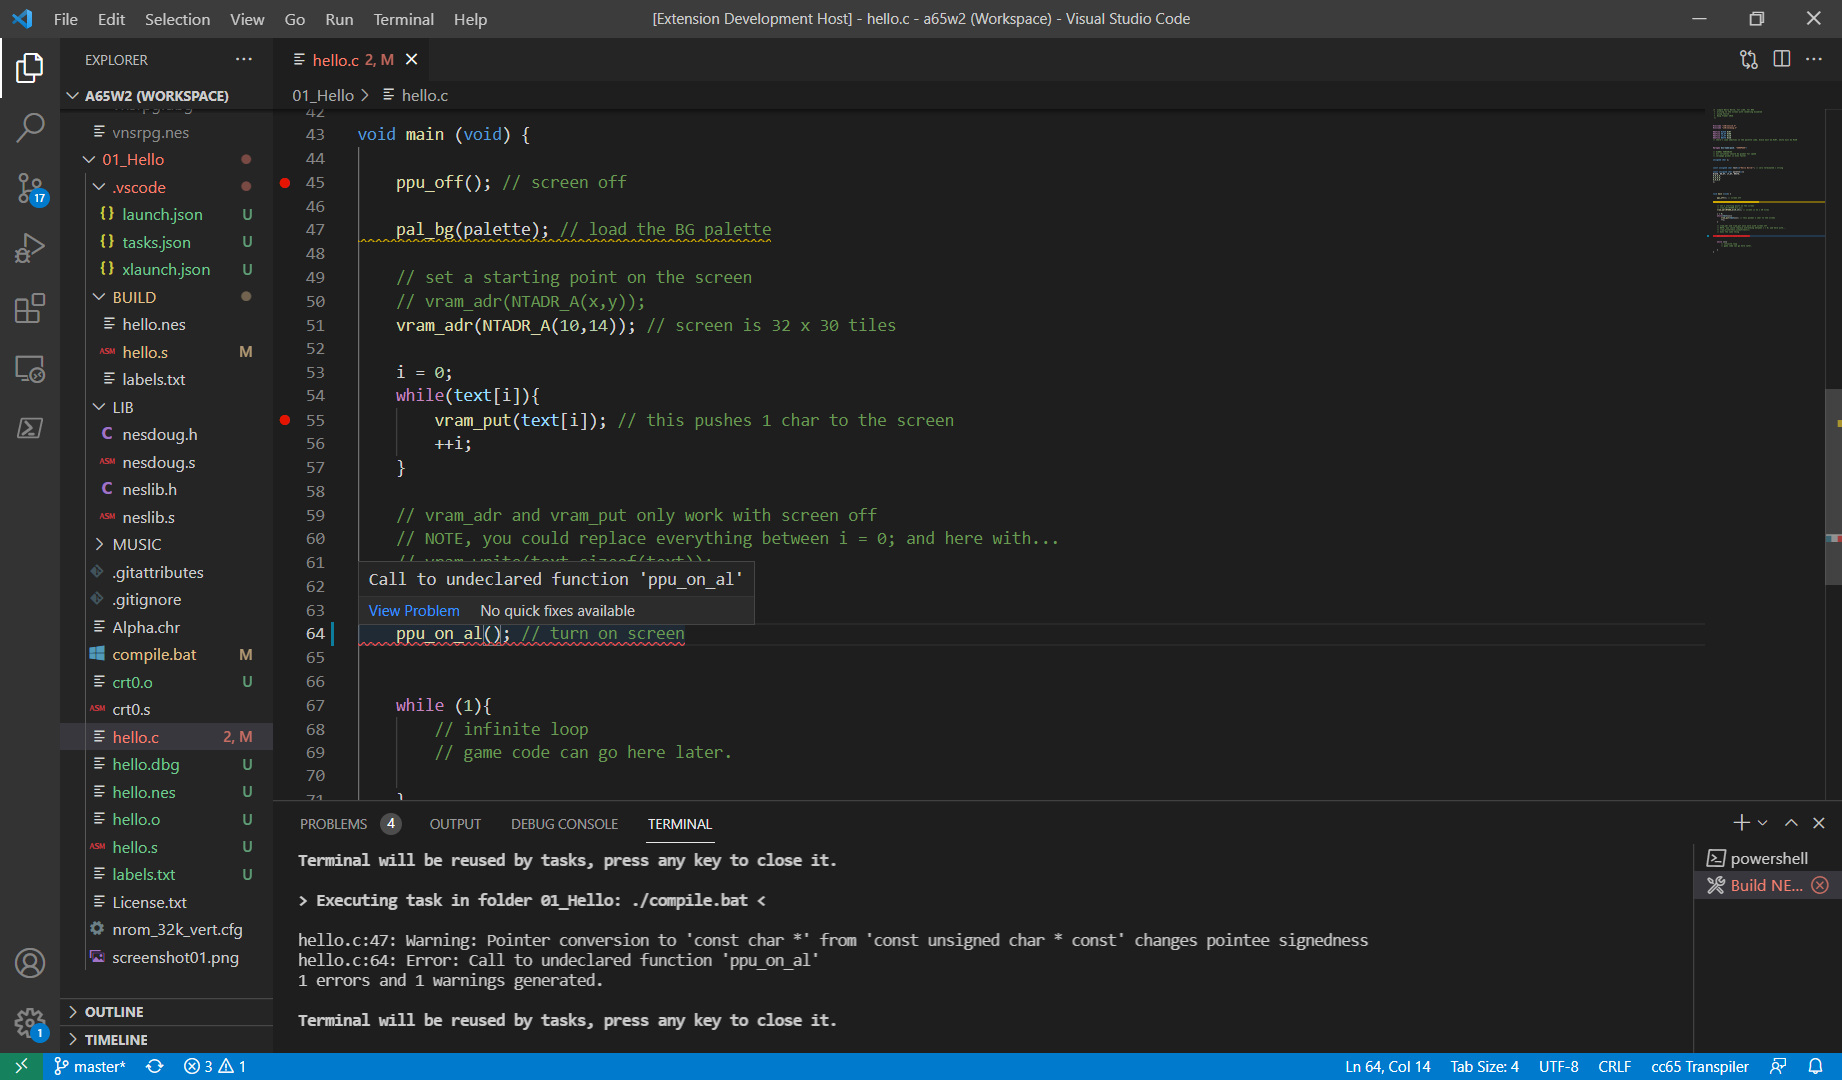 File Edit Selection View Go Run Terminal Help
[Extension Development Host] - hello.c - a65w2 (Workspace) - Visual Studio Code
EXPLORER
hello.c 2, M
A65W2 (WORKSPACE)
01_Hello > hello.c
vnsrpg.nes
01_Hello
.vscode
launch.json U
tasks.json U
xlaunch.json U
BUILD
hello.nes
hello.s M
labels.txt
LIB
nesdoug.h
nesdoug.s
neslib.h
neslib.s
MUSIC
.gitattributes
.gitignore
Alpha.chr
compile.bat M
crt0.o U
crt0.s
hello.c 2, M
hello.dbg U
hello.nes U
hello.o U
hello.s U
labels.txt U
License.txt
nrom_32k_vert.cfg
screenshot01.png
OUTLINE
TIMELINE
17
1
42
43 void main (void) {
44
45 ppu_off(); // screen off
46
47 pal_bg(palette); // load the BG palette
48
49 // set a starting point on the screen
50 // vram_adr(NTADR_A(x,y));
51 vram_adr(NTADR_A(10,14)); // screen is 32 x 30 tiles
52
53 i = 0;
54 while(text[i]){
55 vram_put(text[i]); // this pushes 1 char to the screen
56 ++i;
57 }
58
59 // vram_adr and vram_put only work with screen off
60 // NOTE, you could replace everything between i = 0; and here with...
61 // vram_write(text,sizeof(text));
62
Call to undeclared function 'ppu_on_al'
View Problem No quick fixes available
63
64 ppu_on_al(); // turn on screen
65
66
67 while (1){
68 // infinite loop
69 // game code can go here later.
70
71 }
PROBLEMS 4 OUTPUT DEBUG CONSOLE TERMINAL
Terminal will be reused by tasks, press any key to close it.
> Executing task in folder 01_Hello: ./compile.bat <
hello.c:47: Warning: Pointer conversion to 'const char *' from 'const unsigned char * const' changes pointee signedness
hello.c:64: Error: Call to undeclared function 'ppu_on_al'
1 errors and 1 warnings generated.
Terminal will be reused by tasks, press any key to close it.
powershell
Build NE...
master* 3 1
Ln 64, Col 14 Tab Size: 4 UTF-8 CRLF cc65 Transpiler